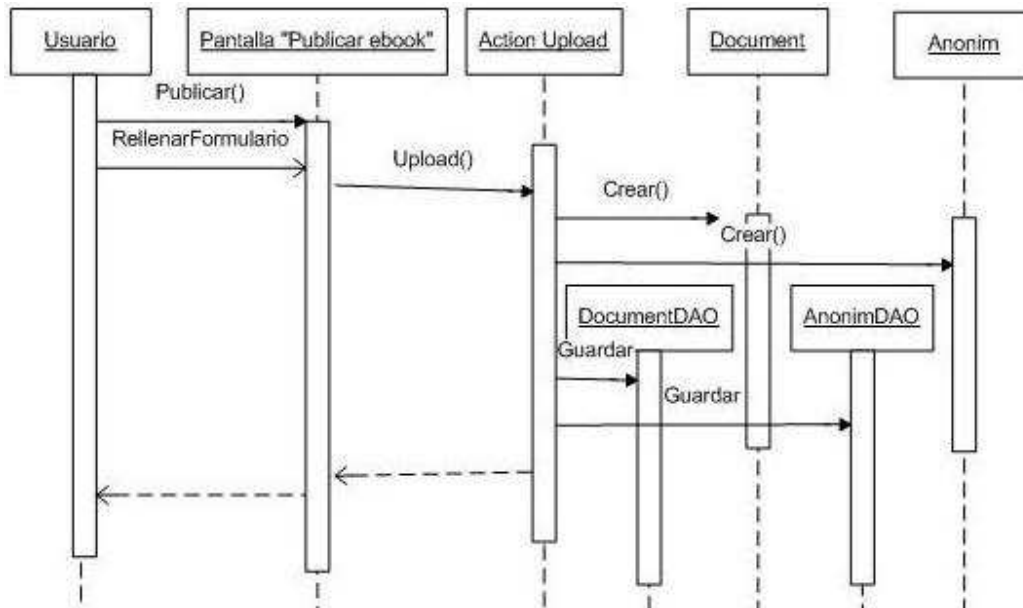 Usuario
Pantalla "Publicar ebook"
Action Upload
Document
Anonim
Publicar()
RellenarFormulario
Upload()
Crear()
Crear()
DocumentDAO
AnonimDAO
Guardar
Guardar